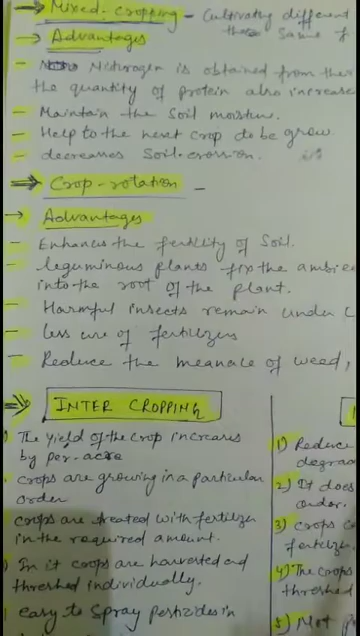 Mixed-cropping - Cultivating different
the same f
Advantages
Nitrogen is obtained from thei
the quantity of protein also increase
- Maintain the Soil moisture.
- Help to the next crop to be grow.
- decreases Soil-erosion.
Crop-rotation -
Advantages
- Enhances the fertility of Soil.
- leguminous plants fix the ambie
into the root of the plant.
- Harmful insects remain under
- less use of fertilizers
- Reduce the meanace of weed,
INTER CROPPING
The yield of the crop increases
by per. acre
crops are growing in a particular
order
crops are treated with fertilizer
in the required amount.
In it crops are harvested and
threshed individually.
easy to Spray pestizides in
1) Reduce
degrad
2) It does
order.
3) crops c
fertilizer.
4) The crops
threshed
5) Not p